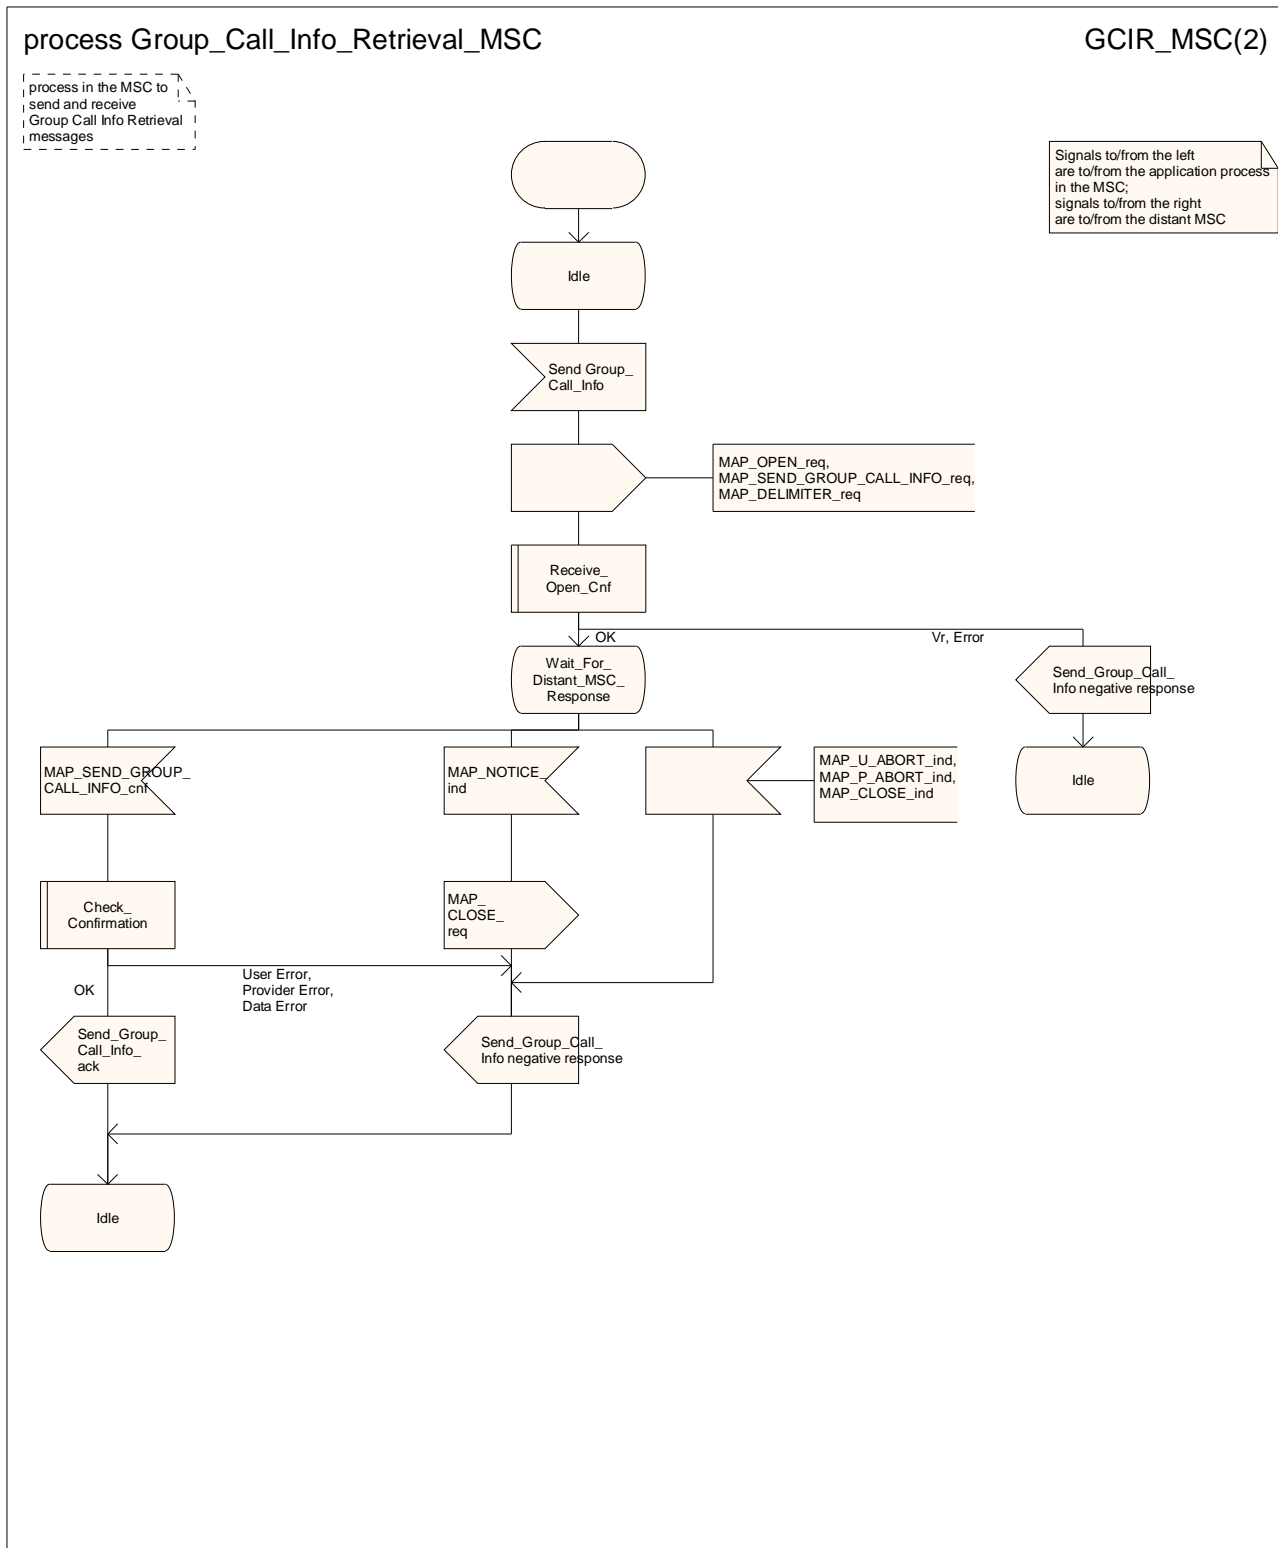 process Group_Call_Info_Retrieval_MSC
GCIR_MSC(2)
process in the MSC to
send and receive
Group Call Info Retrieval
messages
Signals to/from the left
are to/from the application process
in the MSC;
signals to/from the right
are to/from the distant MSC
Idle
Send Group_
Call_Info
MAP_OPEN_req,
MAP_SEND_GROUP_CALL_INFO_req,
MAP_DELIMITER_req
Receive_
Open_Cnf
OK
Vr, Error
Wait_For_
Distant_MSC_
Response
Send_Group_Call_
Info negative response
MAP_SEND_GROUP_
CALL_INFO_cnf
MAP_NOTICE_
ind
MAP_U_ABORT_ind,
MAP_P_ABORT_ind,
MAP_CLOSE_ind
Idle
Check_
Confirmation
MAP_
CLOSE_
req
OK
User Error,
Provider Error,
Data Error
Send_Group_
Call_Info_
ack
Send_Group_Call_
Info negative response
Idle